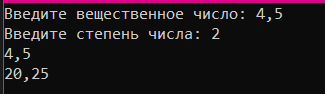 Введите вещественное число: 4,5
Введите степень числа: 2
4,5
20,25